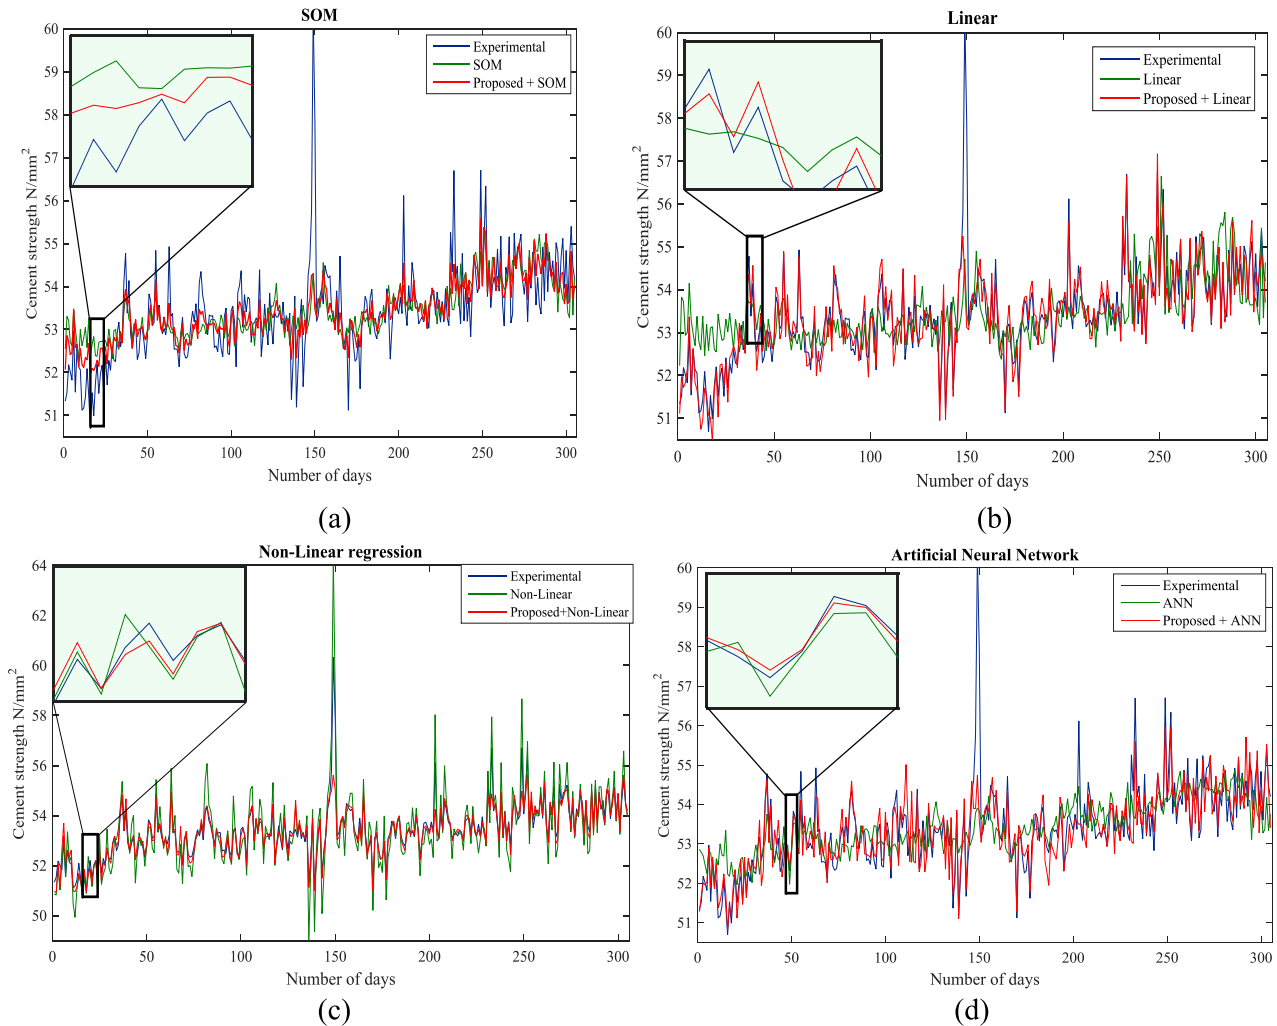 SOM
60
59
58
57
56
55
54
53
52
51
Cement strength N/mm²
Experimental
SOM
Proposed + SOM
0 50 100 150 200 250 300
Number of days
(a)
Linear
60
59
58
57
56
55
54
53
52
51
Cement strength N/mm²
Experimental
Linear
Proposed + Linear
0 50 100 150 200 250 300
Number of days
(b)
Non-Linear regression
64
62
60
58
56
54
52
50
Cement strength N/mm²
Experimental
Non-Linear
Proposed+Non-Linear
0 50 100 150 200 250 300
Number of days
(c)
Artificial Neural Network
60
59
58
57
56
55
54
53
52
51
Cement strength N/mm²
Experimental
ANN
Proposed + ANN
0 50 100 150 200 250 300
Number of days
(d)